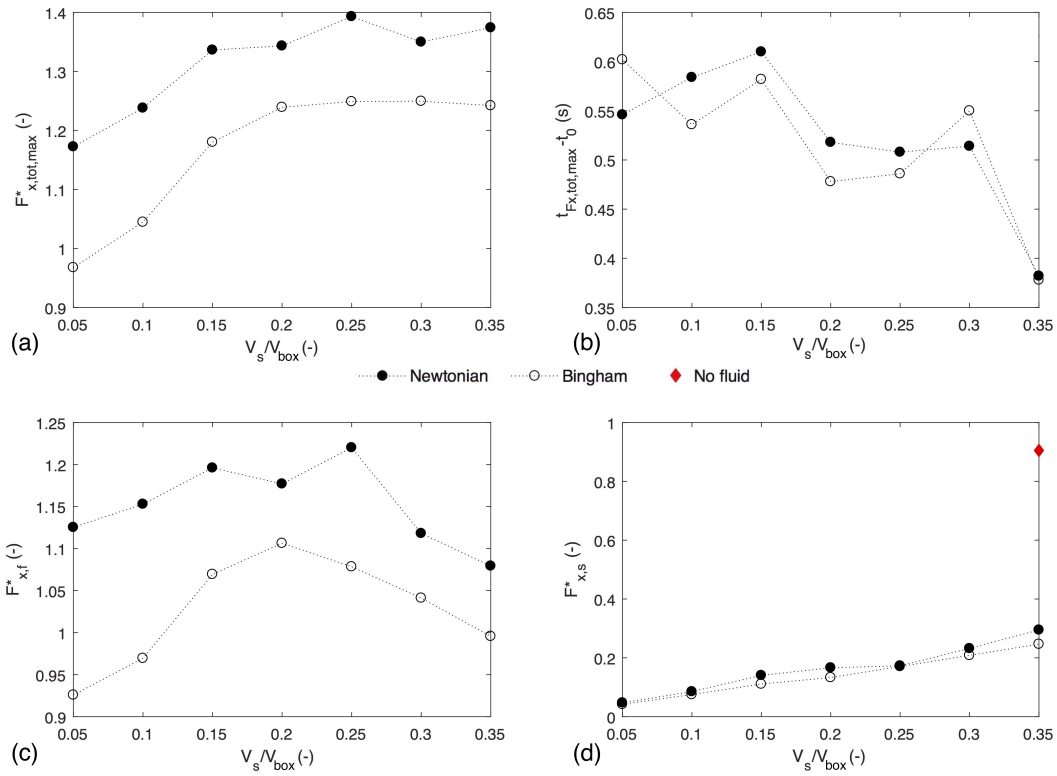 1.4
1.3
1.2
1.1
1
0.9
F*x,tot,max (-)
0.05 0.1 0.15 0.2 0.25 0.3 0.35
(a)
Vs/Vbox (-)
0.65
0.6
0.55
0.5
0.45
0.4
0.35
tFx,tot,max-t0 (s)
0.05 0.1 0.15 0.2 0.25 0.3 0.35
(b)
Vs/Vbox (-)
Newtonian Bingham No fluid
1.25
1.2
1.15
1.1
1.05
1
0.95
0.9
F*x,f (-)
0.05 0.1 0.15 0.2 0.25 0.3 0.35
(c)
Vs/Vbox (-)
1
0.8
0.6
0.4
0.2
0
F*x,s (-)
0.05 0.1 0.15 0.2 0.25 0.3 0.35
(d)
Vs/Vbox (-)